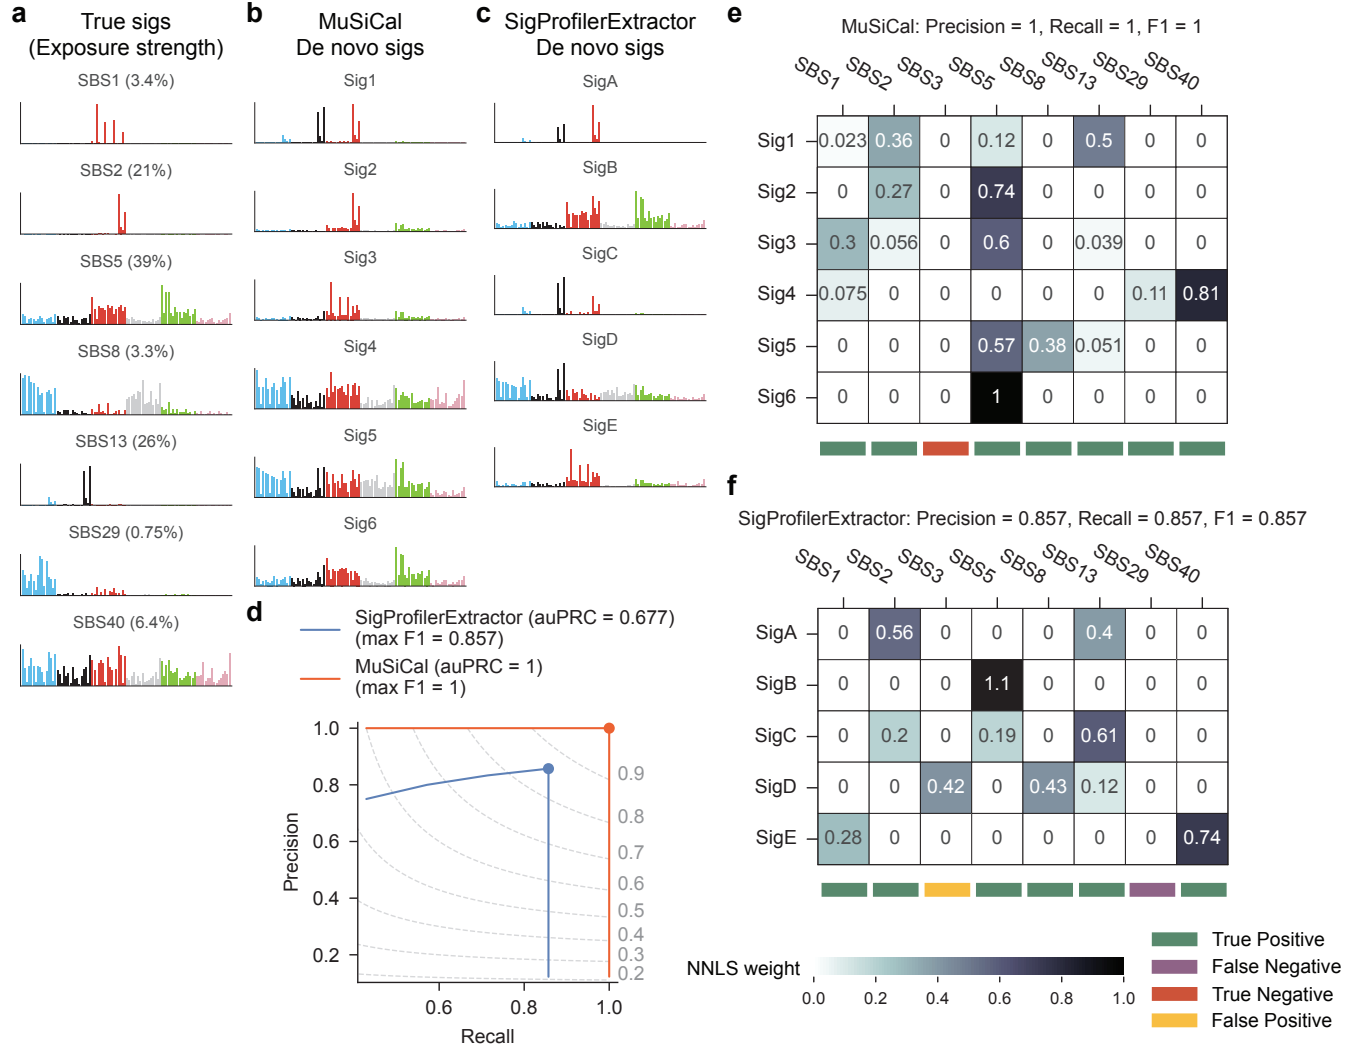 a
True sigs
(Exposure strength)
SBS1 (3.4%)
SBS2 (21%)
SBS5 (39%)
SBS8 (3.3%)
SBS13 (26%)
SBS29 (0.75%)
SBS40 (6.4%)
b
MuSiCal
De novo sigs
Sig1
Sig2
Sig3
Sig4
Sig5
Sig6
c
SigProfilerExtractor
De novo sigs
SigA
SigB
SigC
SigD
SigE
d
SigProfilerExtractor (auPRC = 0.677)
(max F1 = 0.857)
MuSiCal (auPRC = 1)
(max F1 = 1)
Precision
1.0
0.8
0.6
0.4
0.2
0.9
0.8
0.7
0.6
0.5
0.4
0.3
0.2
0.6 0.8 1.0
Recall
e
MuSiCal: Precision = 1, Recall = 1, F1 = 1
SBS1 SBS2 SBS3 SBS5 SBS8 SBS13 SBS29 SBS40
Sig1 0.023 0.36 0 0.12 0 0.5 0 0
Sig2 0 0.27 0 0.74 0 0 0 0
Sig3 0.3 0.056 0 0.6 0 0.039 0 0
Sig4 0.075 0 0 0 0 0 0.11 0.81
Sig5 0 0 0 0.57 0.38 0.051 0 0
Sig6 0 0 0 1 0 0 0 0
f
SigProfilerExtractor: Precision = 0.857, Recall = 0.857, F1 = 0.857
SBS1 SBS2 SBS3 SBS5 SBS8 SBS13 SBS29 SBS40
SigA 0 0.56 0 0 0 0.4 0 0
SigB 0 0 0 1.1 0 0 0 0
SigC 0 0.2 0 0.19 0 0.61 0 0
SigD 0 0 0.42 0 0.43 0.12 0 0
SigE 0.28 0 0 0 0 0 0 0.74
NNLS weight
0.0 0.2 0.4 0.6 0.8 1.0
True Positive
False Negative
True Negative
False Positive